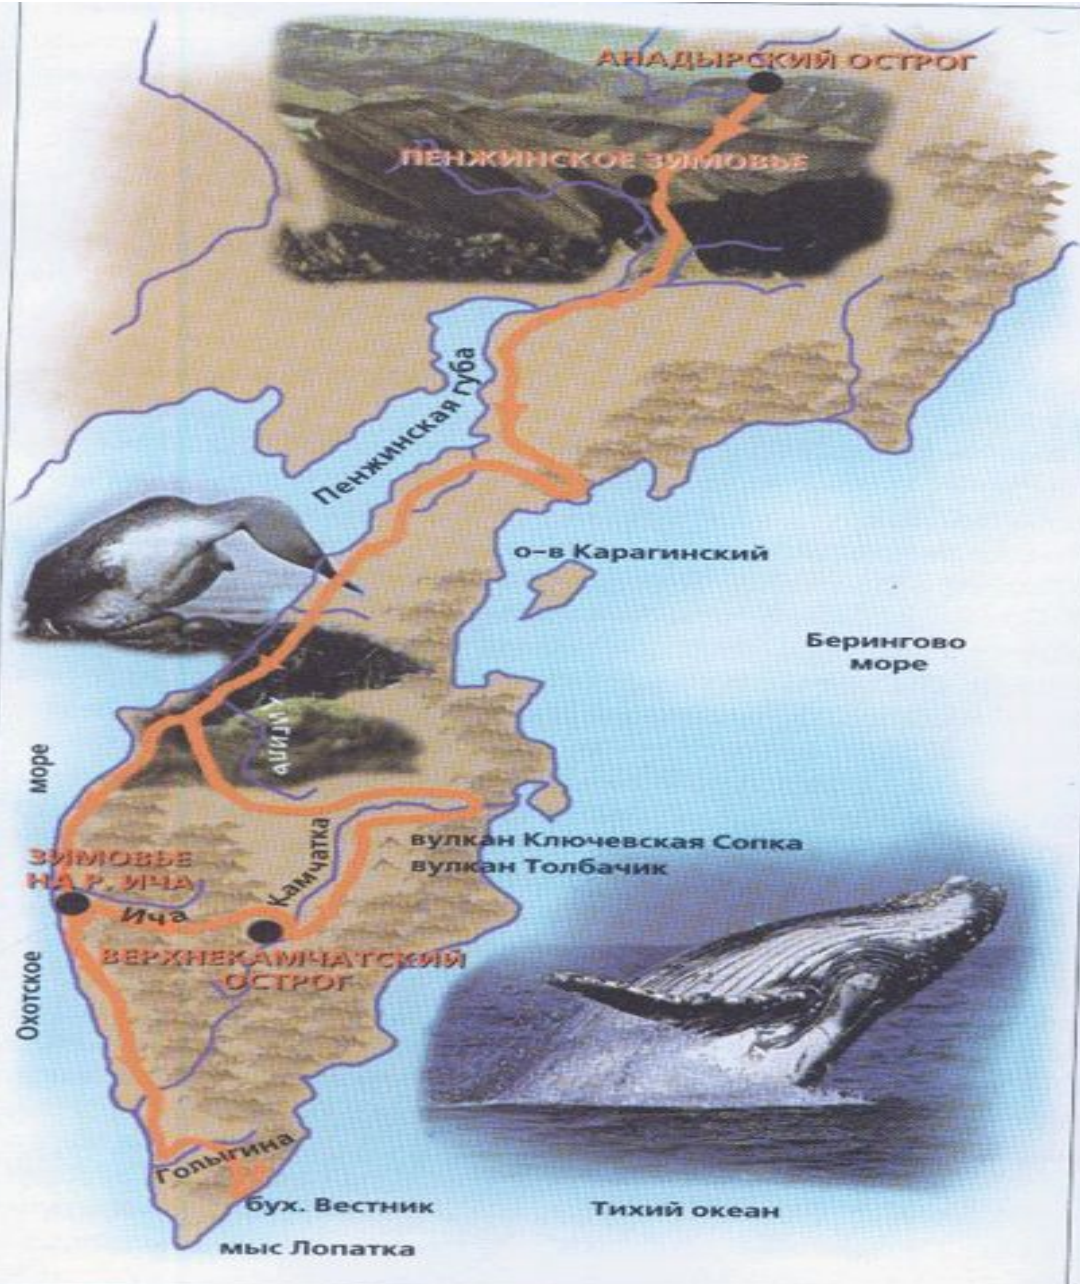 АНАДЫРСКИЙ ОСТРОГ
ПЕНЖИНСКОЕ ЗИМОВЬЕ
Пенжинская губа
о-в Карагинский
Берингово
море
Тигиль
море
вулкан Ключевская Сопка
вулкан Толбачик
Камчатка
ЗИМОВЬЕ
НА Р. ИЧА
Ича
ВЕРХНЕКАМЧАТСКИЙ
ОСТРОГ
Охотское
Голыгина
бух. Вестник
Тихий океан
мыс Лопатка